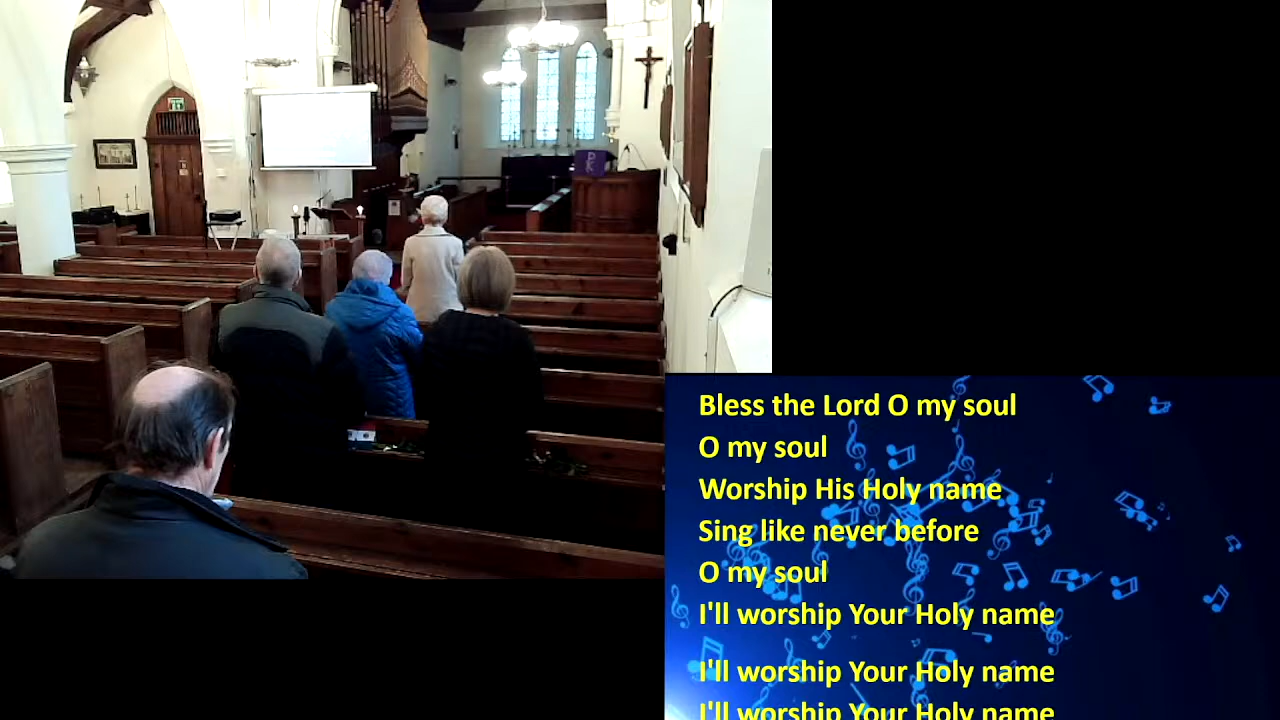 Bless the Lord O my soul
O my soul
Worship His Holy name
Sing like never before
O my soul
I'll worship Your Holy name
I'll worship Your Holy name
I'll worship Your Holy name